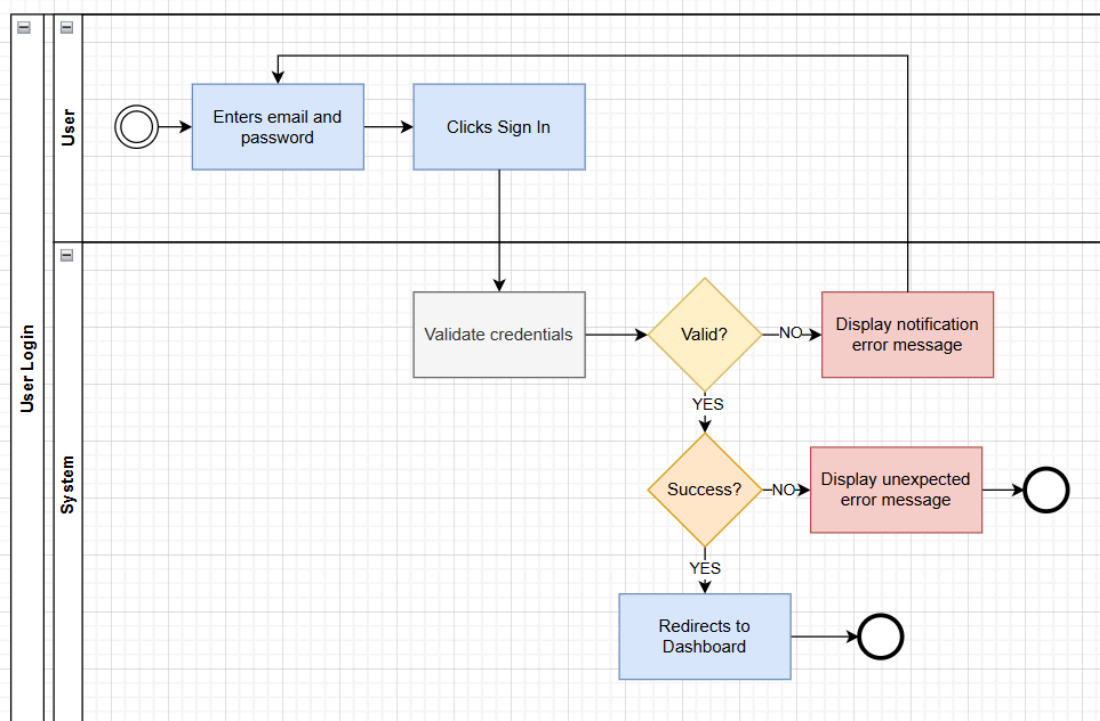 User Login
User
Enters email and
password
Clicks Sign In
System
Validate credentials
Valid?
NO
Display notification
error message
YES
Success?
NO
Display unexpected
error message
YES
Redirects to
Dashboard